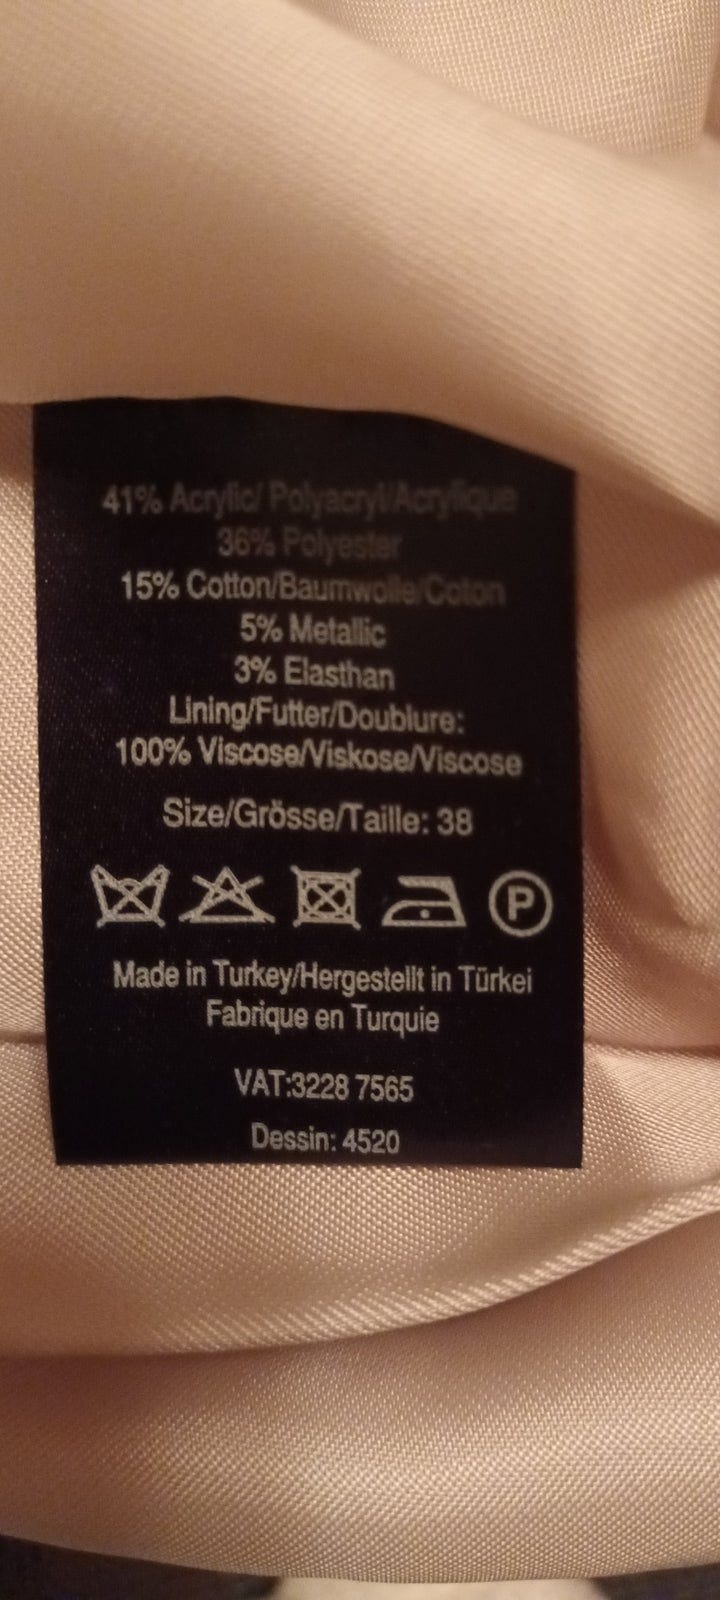 41% Acrylic/ Polyacryl/Acrylique
36% Polyester
15% Cotton/Baumwolle/Coton
5% Metallic
3% Elasthan
Lining/Futter/Doublure:
100% Viscose/Viskose/Viscose
Size/Grösse/Taille: 38
P
Made in Turkey/Hergestellt in Türkei
Fabrique en Turquie
VAT:3228 7565
Dessin: 4520